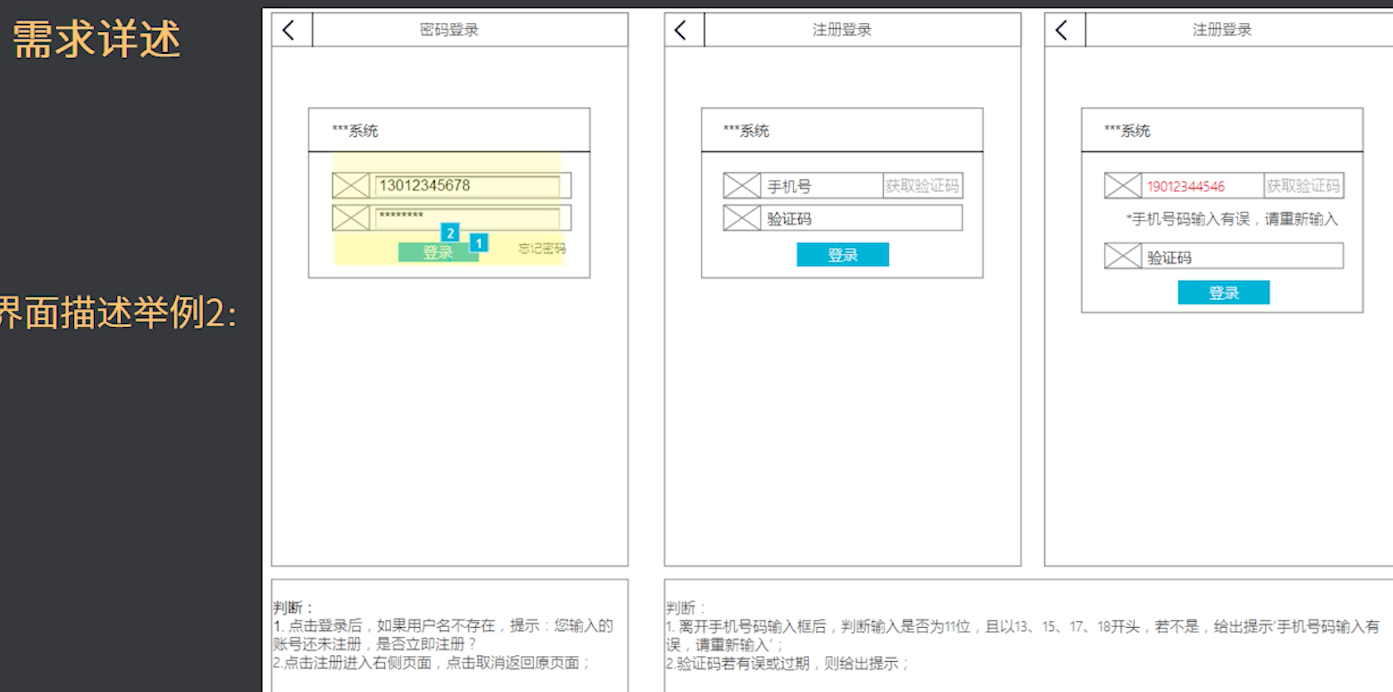 需求详述
界面描述举例2:
密码登录
***系统
13012345678
********
2
1
登录
忘记密码
判断：
1. 点击登录后，如果用户名不存在，提示：您输入的
账号还未注册，是否立即注册？
2.点击注册进入右侧页面，点击取消返回原页面；
注册登录
***系统
手机号
获取验证码
验证码
登录
注册登录
***系统
19012344546
获取验证码
*手机号码输入有误，请重新输入
验证码
登录
判断：
1. 离开手机号码输入框后，判断输入是否为11位，且以13、15、17、18开头，若不是，给出提示‘手机号码输入有
误，请重新输入’；
2.验证码若有误或过期，则给出提示；